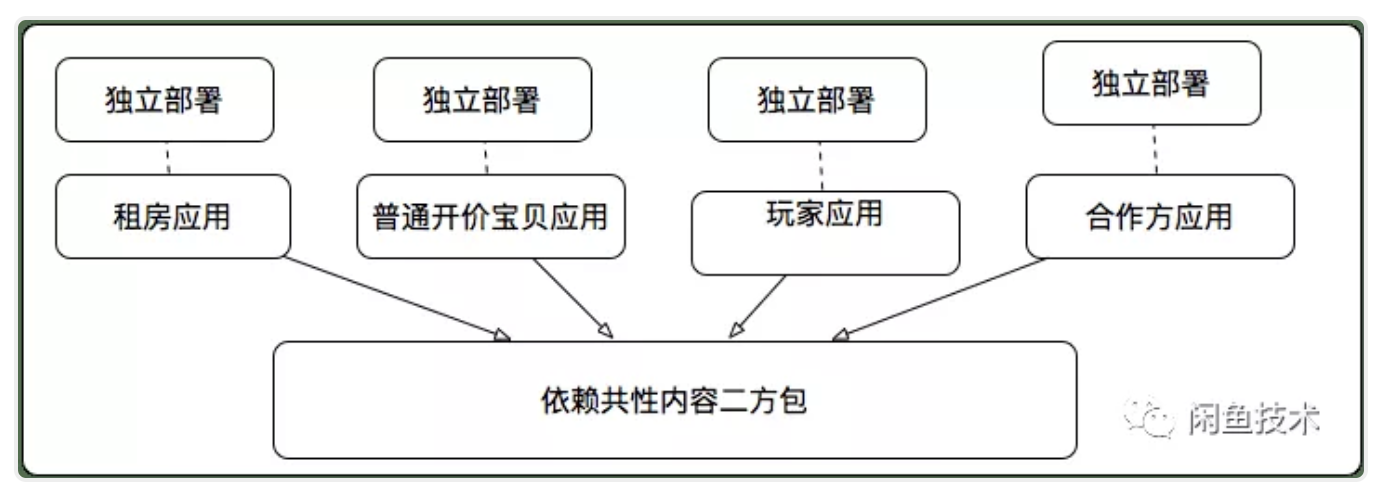 独立部署
独立部署
独立部署
独立部署
租房应用
普通开价宝贝应用
玩家应用
合作方应用
依赖共性内容二方包
闲鱼技术